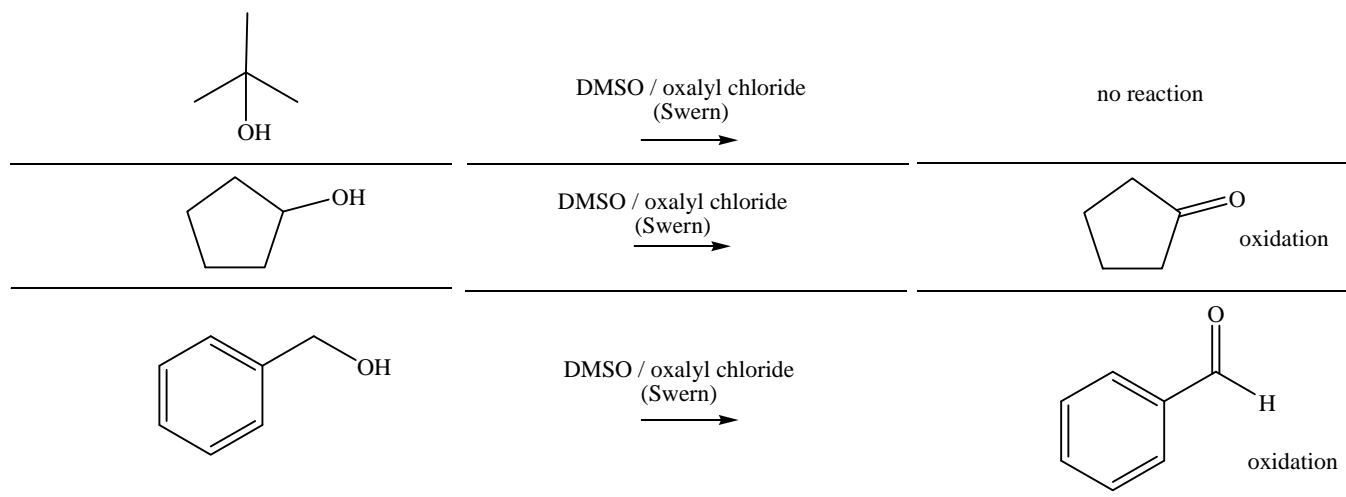 OH
DMSO / oxalyl chloride
(Swern)
no reaction
OH
DMSO / oxalyl chloride
(Swern)
O
oxidation
OH
DMSO / oxalyl chloride
(Swern)
O
H
oxidation